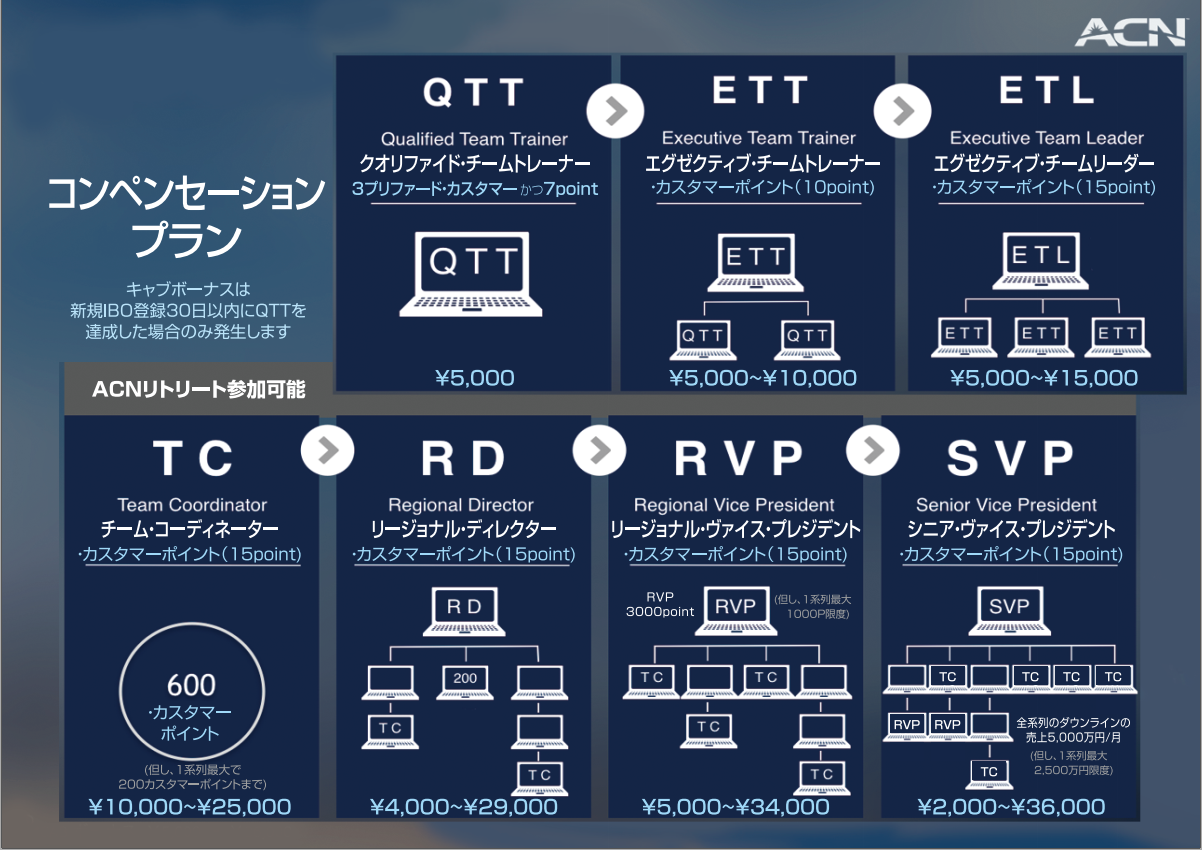 ACN
コンペンセーション
プラン
キャブボーナスは
新規IBO登録30日以内にQTTを
達成した場合のみ発生します
QTT
Qualified Team Trainer
クオリファイド・チームトレーナー
3プリファード・カスタマーかつ7point
QTT
¥5,000
ETT
Executive Team Trainer
エグゼクティブ・チームトレーナー
・カスタマーポイント(10point)
ETT
QTT QTT
¥5,000~¥10,000
ETL
Executive Team Leader
エグゼクティブ・チームリーダー
・カスタマーポイント(15point)
ETL
ETT ETT ETT
¥5,000~¥15,000
ACNリトリート参加可能
TC
Team Coordinator
チーム・コーディネーター
・カスタマーポイント(15point)
600
・カスタマー
ポイント
(但し、1系列最大で
200カスタマーポイントまで)
¥10,000~¥25,000
RD
Regional Director
リージョナル・ディレクター
・カスタマーポイント(15point)
RD
200
TC
TC
¥4,000~¥29,000
RVP
Regional Vice President
リージョナル・ヴァイス・プレジデント
・カスタマーポイント(15point)
RVP
3000point
RVP
(但し、1系列最大
1000P限度)
TC TC
TC
TC
¥5,000~¥34,000
SVP
Senior Vice President
シニア・ヴァイス・プレジデント
・カスタマーポイント(15point)
SVP
TC TC TC TC
RVP RVP
全系列のダウンラインの
売上5,000万円/月
(但し、1系列最大
2,500万円限度)
TC
¥2,000~¥36,000